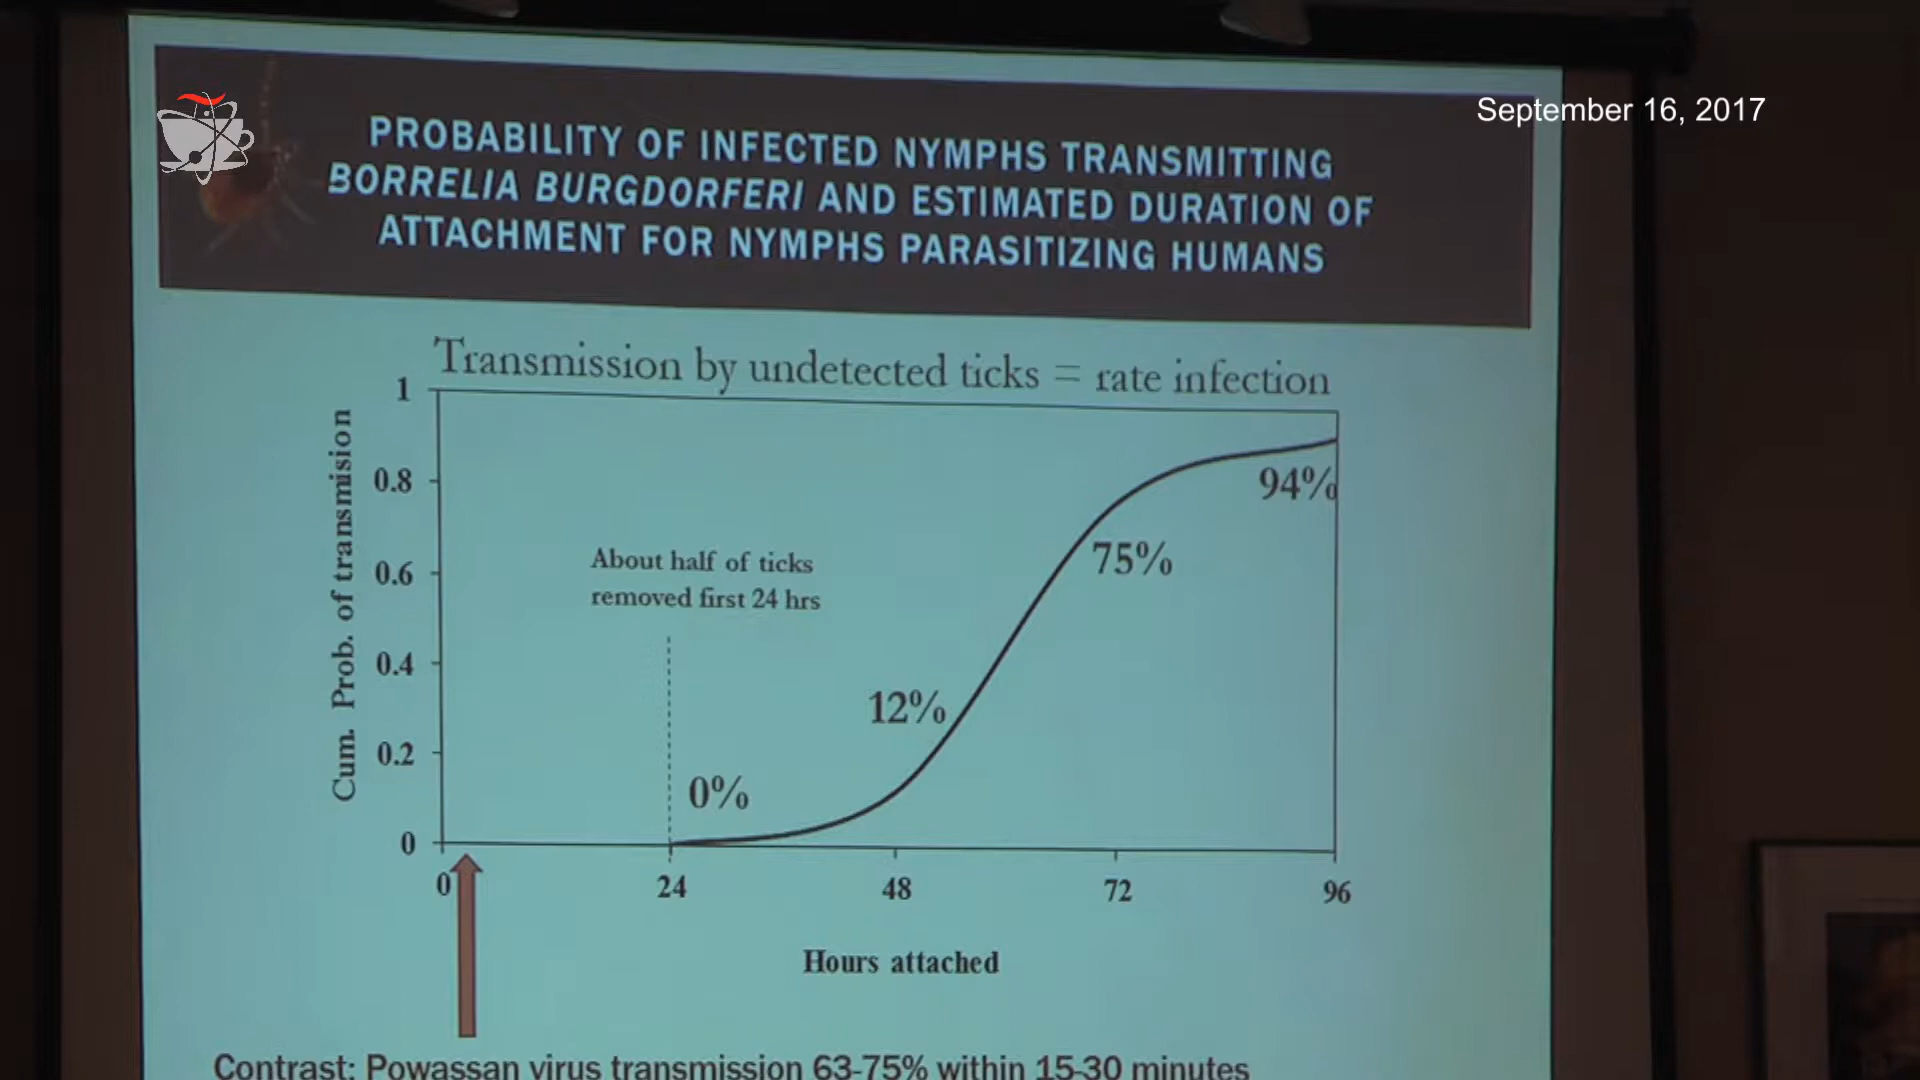 September 16, 2017
PROBABILITY OF INFECTED NYMPHS TRANSMITTING
BORRELIA BURGDORFERI AND ESTIMATED DURATION OF
ATTACHMENT FOR NYMPHS PARASITIZING HUMANS
Transmission by undetected ticks = rate infection
Cum. Prob. of transmision
1
0.8
0.6
0.4
0.2
0
About half of ticks
removed first 24 hrs
0%
12%
75%
94%
0 24 48 72 96
Hours attached
Contrast: Powassan virus transmission 63-75% within 15-30 minutes